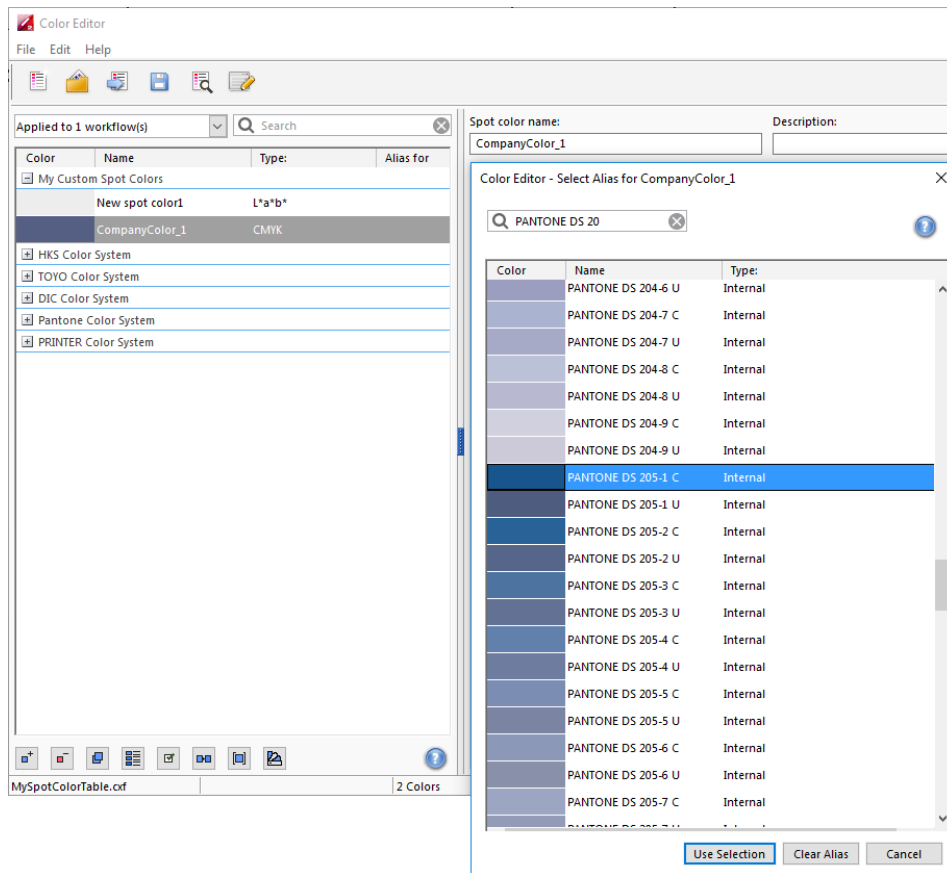 Color Editor
File Edit Help
Applied to 1 workflow(s) Search
Color Name Type: Alias for
My Custom Spot Colors
New spot color1 L*a*b*
CompanyColor_1 CMYK
HKS Color System
TOYO Color System
DIC Color System
Pantone Color System
PRINTER Color System
MySpotColorTable.cxf 2 Colors
Spot color name: Description:
CompanyColor_1
Color Editor - Select Alias for CompanyColor_1
PANTONE DS 20
Color Name Type:
PANTONE DS 204-6 U Internal
PANTONE DS 204-7 C Internal
PANTONE DS 204-7 U Internal
PANTONE DS 204-8 C Internal
PANTONE DS 204-8 U Internal
PANTONE DS 204-9 C Internal
PANTONE DS 204-9 U Internal
PANTONE DS 205-1 C Internal
PANTONE DS 205-1 U Internal
PANTONE DS 205-2 C Internal
PANTONE DS 205-2 U Internal
PANTONE DS 205-3 C Internal
PANTONE DS 205-3 U Internal
PANTONE DS 205-4 C Internal
PANTONE DS 205-4 U Internal
PANTONE DS 205-5 C Internal
PANTONE DS 205-5 U Internal
PANTONE DS 205-6 C Internal
PANTONE DS 205-6 U Internal
PANTONE DS 205-7 C Internal
Use Selection Clear Alias Cancel